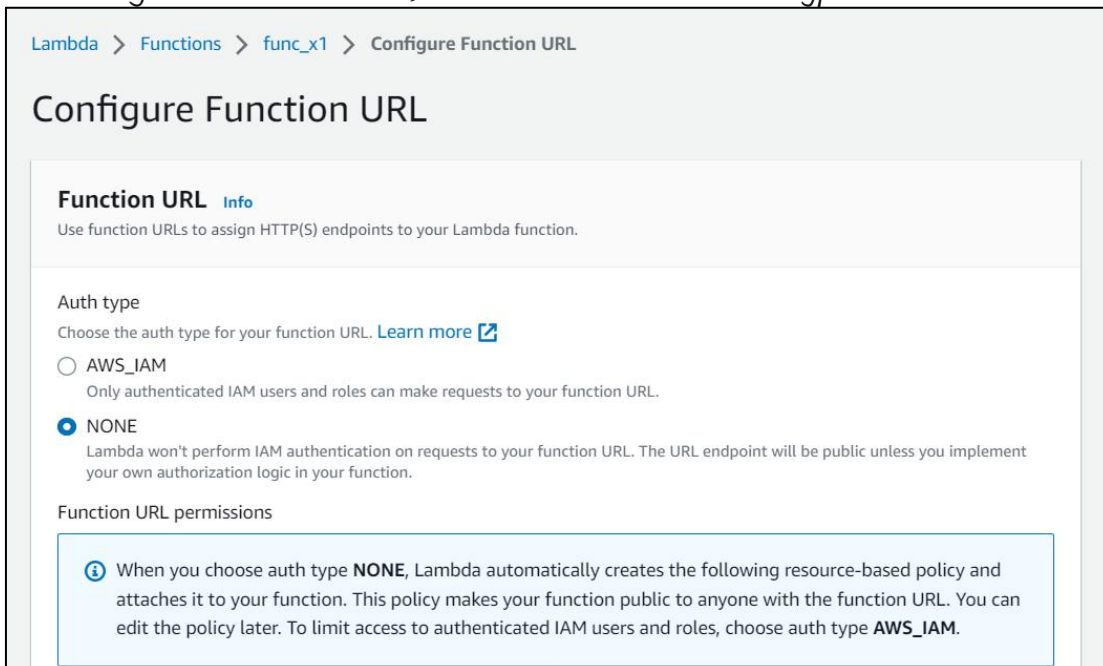 Lambda > Functions > func_x1 > Configure Function URL
Configure Function URL
Function URL Info
Use function URLs to assign HTTP(S) endpoints to your Lambda function.
Auth type
Choose the auth type for your function URL. Learn more
AWS_IAM
Only authenticated IAM users and roles can make requests to your function URL.
NONE
Lambda won't perform IAM authentication on requests to your function URL. The URL endpoint will be public unless you implement
your own authorization logic in your function.
Function URL permissions
When you choose auth type NONE, Lambda automatically creates the following resource-based policy and
attaches it to your function. This policy makes your function public to anyone with the function URL. You can
edit the policy later. To limit access to authenticated IAM users and roles, choose auth type AWS_IAM.